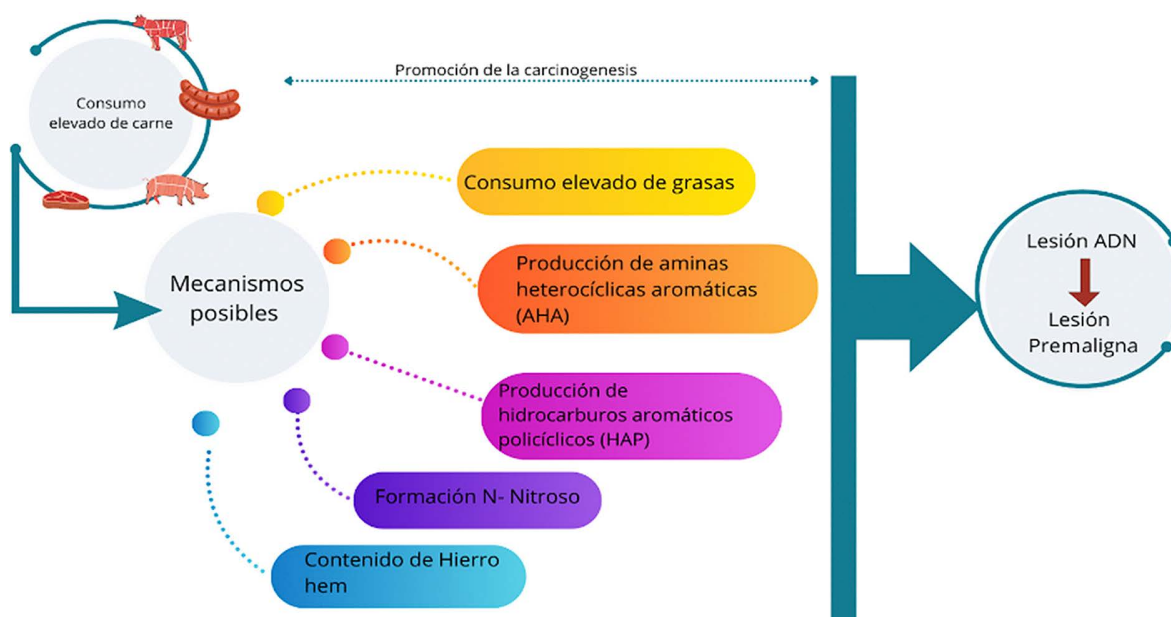 Consumo
elevado de carne
Promoción de la carcinogenesis
Mecanismos
posibles
Consumo elevado de grasas
Producción de aminas
heterocíclicas aromáticas
(AHA)
Producción de
hidrocarburos aromáticos
policíclicos (HAP)
Formación N- Nitroso
Contenido de Hierro
hem
Lesión ADN
Lesión
Premaligna